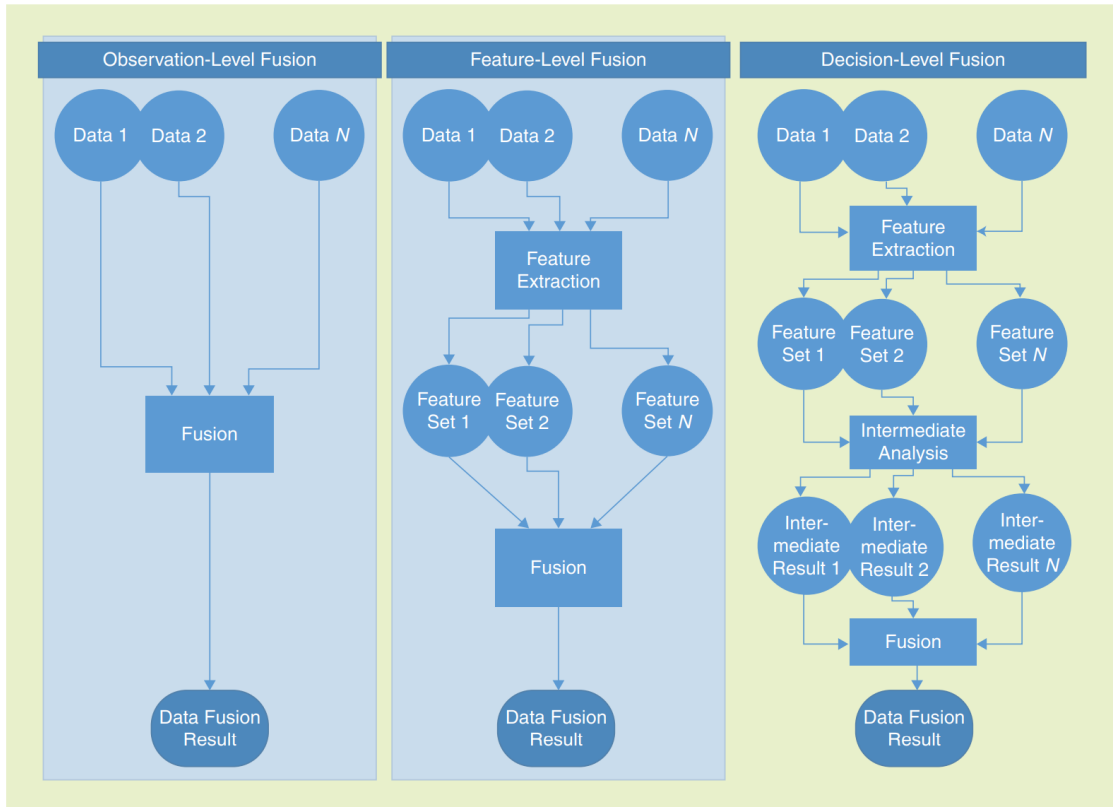 Observation-Level Fusion
Data 1
Data 2
Data N
Fusion
Data Fusion
Result
Feature-Level Fusion
Data 1
Data 2
Data N
Feature
Extraction
Feature
Set 1
Feature
Set 2
Feature
Set N
Fusion
Data Fusion
Result
Decision-Level Fusion
Data 1
Data 2
Data N
Feature
Extraction
Feature
Set 1
Feature
Set 2
Feature
Set N
Intermediate
Analysis
Inter-
mediate
Result 1
Inter-
mediate
Result 2
Inter-
mediate
Result N
Fusion
Data Fusion
Result